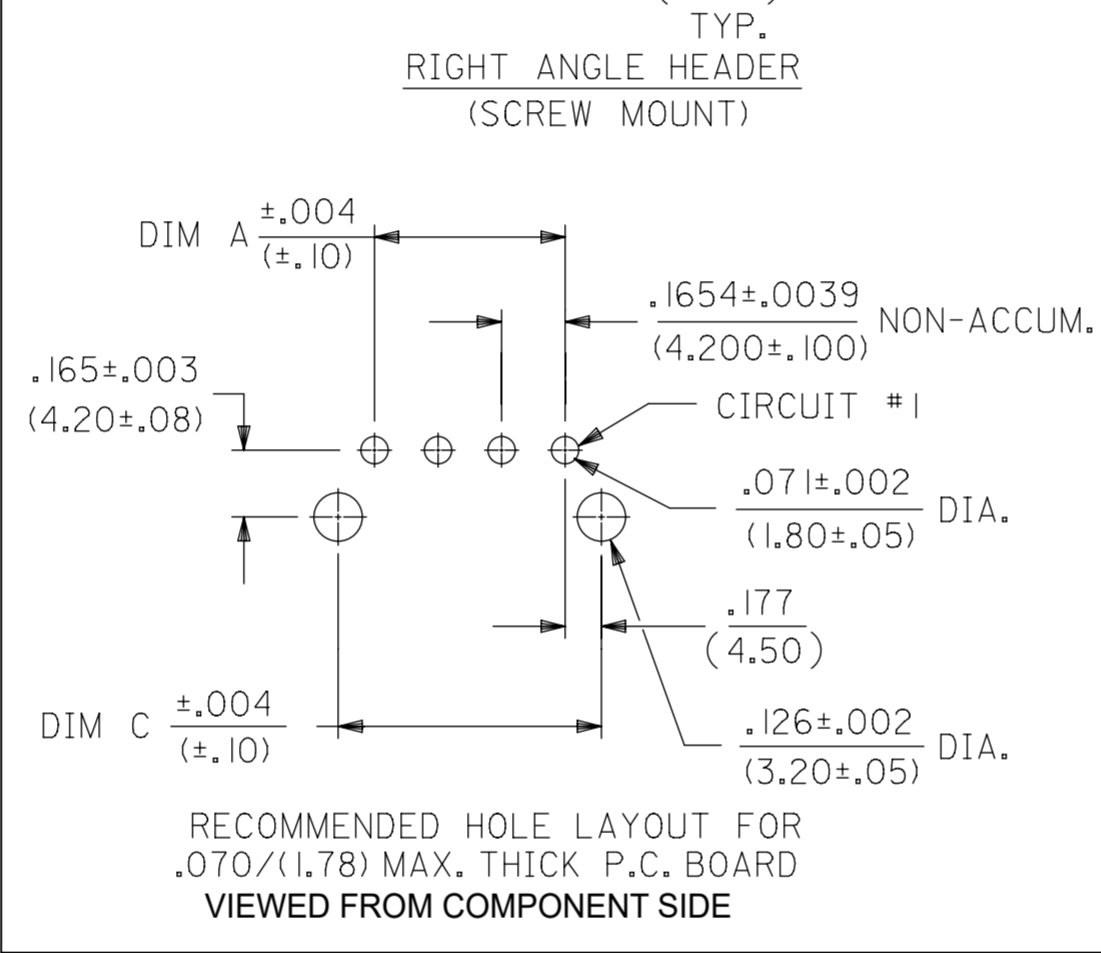 TYP.
RIGHT ANGLE HEADER
(SCREW MOUNT)
DIM A ±.004
(±.10)
.1654±.0039 NON-ACCUM.
(4.200±.100)
.165±.003
(4.20±.08)
CIRCUIT #1
.071±.002 DIA.
(1.80±.05)
.177
(4.50)
DIM C ±.004
(±.10)
.126±.002 DIA.
(3.20±.05)
RECOMMENDED HOLE LAYOUT FOR
.070/(1.78) MAX. THICK P.C. BOARD
VIEWED FROM COMPONENT SIDE